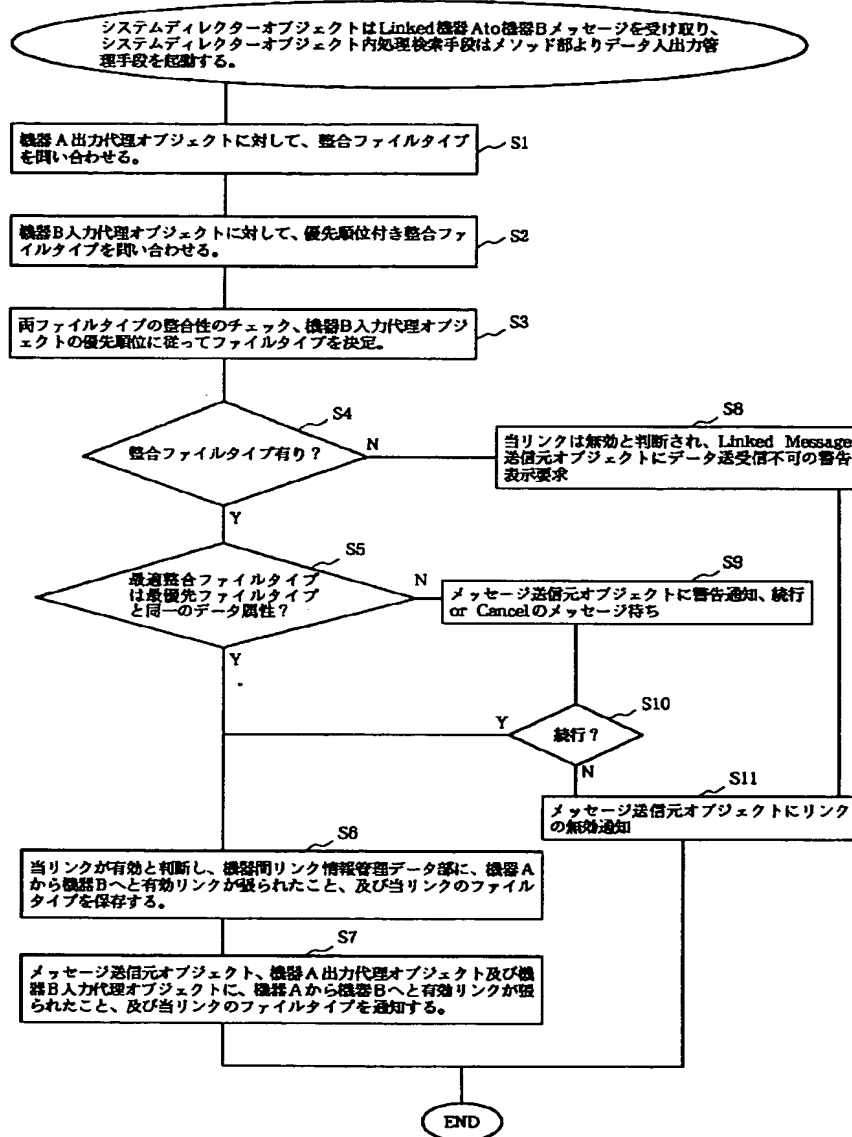 システムディレクターオブジェクトはLinked機器Ato機器Bメッセージを受け取り、
システムディレクターオブジェクト内処理検索手段はメソッド部よりデータ入出力管
理手段を起動する。
機器A出力代理オブジェクトに対して、整合ファイルタイプ
を問い合わせる。
S1
機器B入力代理オブジェクトに対して、優先順位付き整合ファ
イルタイプを問い合わせる。
S2
両ファイルタイプの整合性のチェック、機器B入力代理オブジ
ェクトの優先順位に従ってファイルタイプを決定。
S3
S4
整合ファイルタイプ有り？
N
Y
S8
当リンクは無効と判断され、Linked Message
送信元オブジェクトにデータ送受信不可の警告
表示要求
S5
最適整合ファイルタイプ
は最優先ファイルタイプ
と同一のデータ属性？
N
Y
S9
メッセージ送信元オブジェクトに警告通知、続行
or Cancelのメッセージ待ち
S10
続行？
Y
N
S11
メッセージ送信元オブジェクトにリンク
の無効通知
S6
当リンクが有効と判断し、機器間リンク情報管理データ部に、機器A
から機器Bへと有効リンクが張られたこと、及び当リンクのファイル
タイプを保存する。
S7
メッセージ送信元オブジェクト、機器A出力代理オブジェクト及び機
器B入力代理オブジェクトに、機器Aから機器Bへと有効リンクが張
られたこと、及び当リンクのファイルタイプを通知する。
END